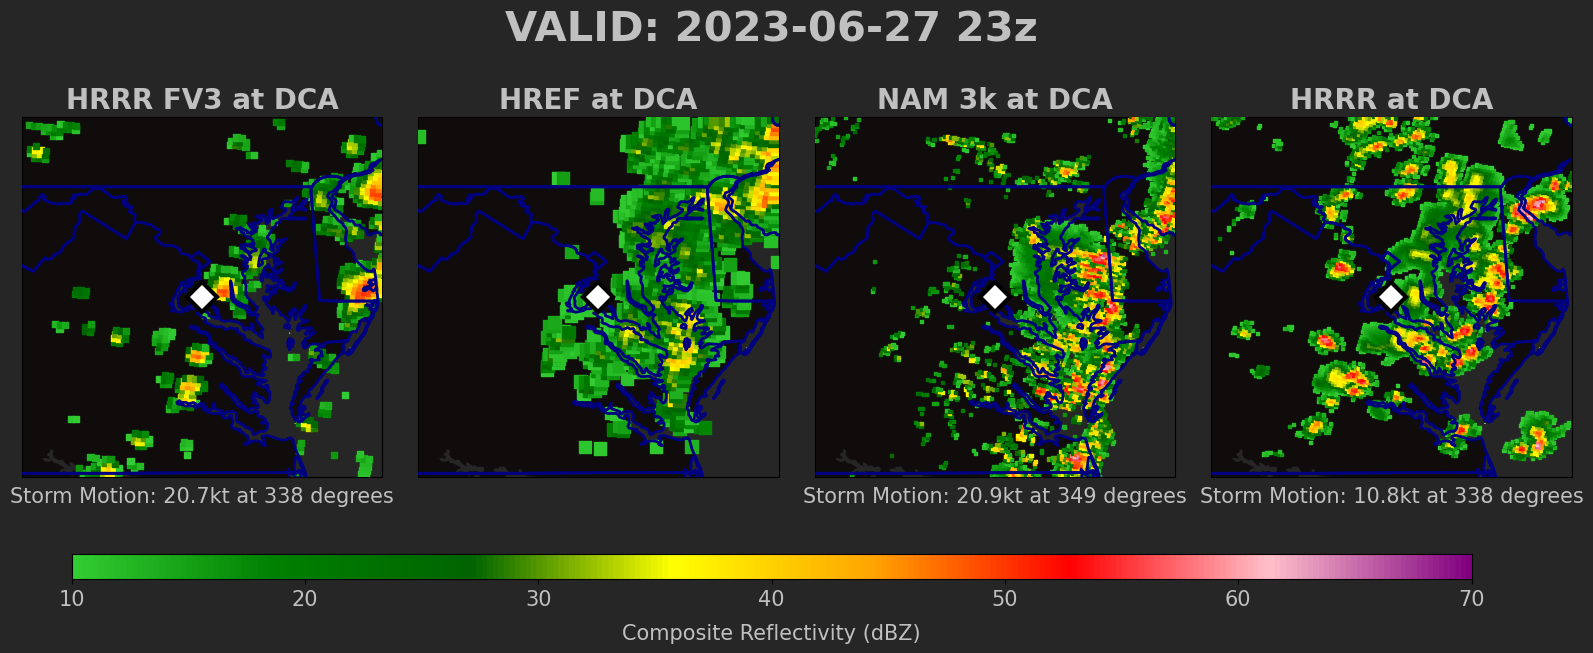 VALID: 2023-06-27 23z
HRRR FV3 at DCA
HREF at DCA
NAM 3k at DCA
HRRR at DCA
Storm Motion: 20.7kt at 338 degrees
Storm Motion: 20.9kt at 349 degrees
Storm Motion: 10.8kt at 338 degrees
10 20 30 40 50 60 70
Composite Reflectivity (dBZ)